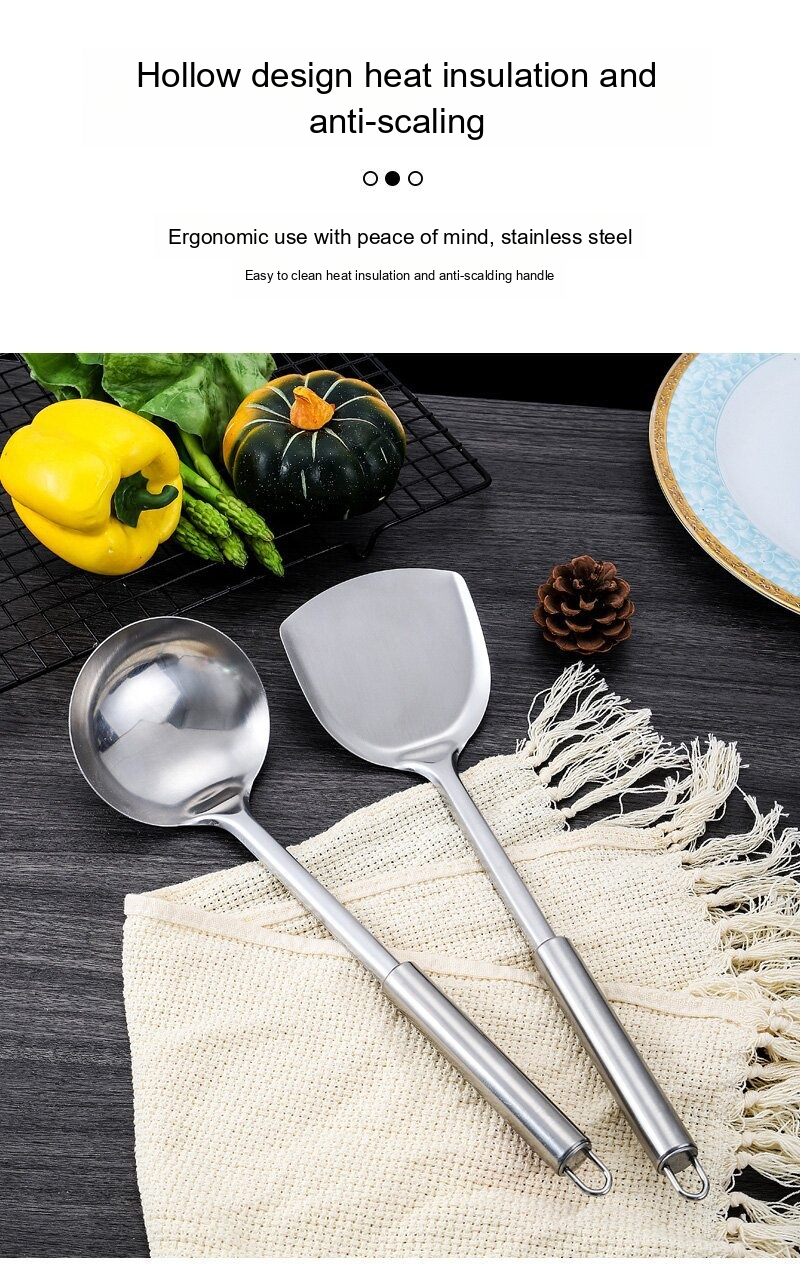 Hollow design heat insulation and
anti-scaling
Ergonomic use with peace of mind, stainless steel
Easy to clean heat insulation and anti-scalding handle